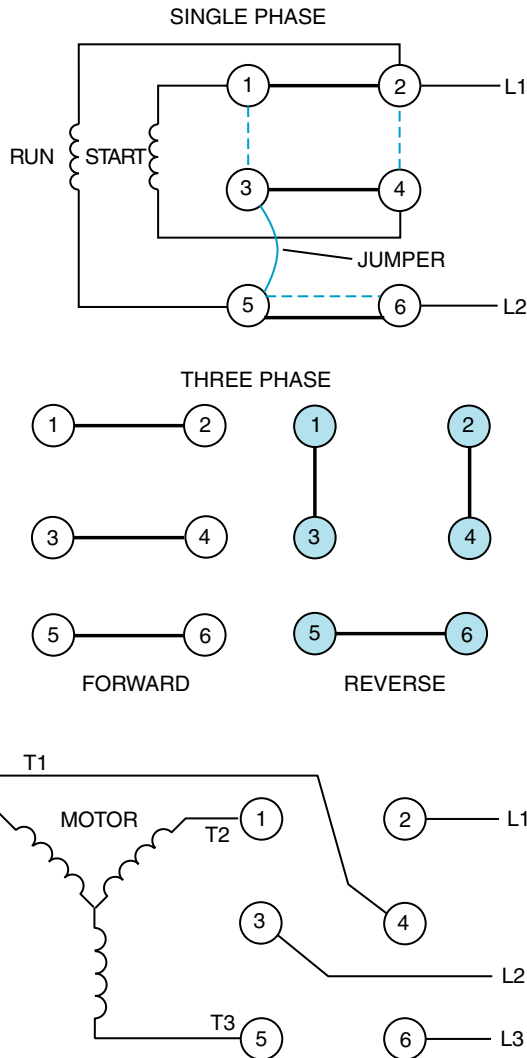 SINGLE PHASE
1 2 L1
RUN START
3 4
JUMPER
5 6 L2
THREE PHASE
1 2 1 2
3 4 3 4
5 6 5 6
FORWARD REVERSE
T1
MOTOR T2 1 2 L1
3 4
L2
T3 5 6 L3